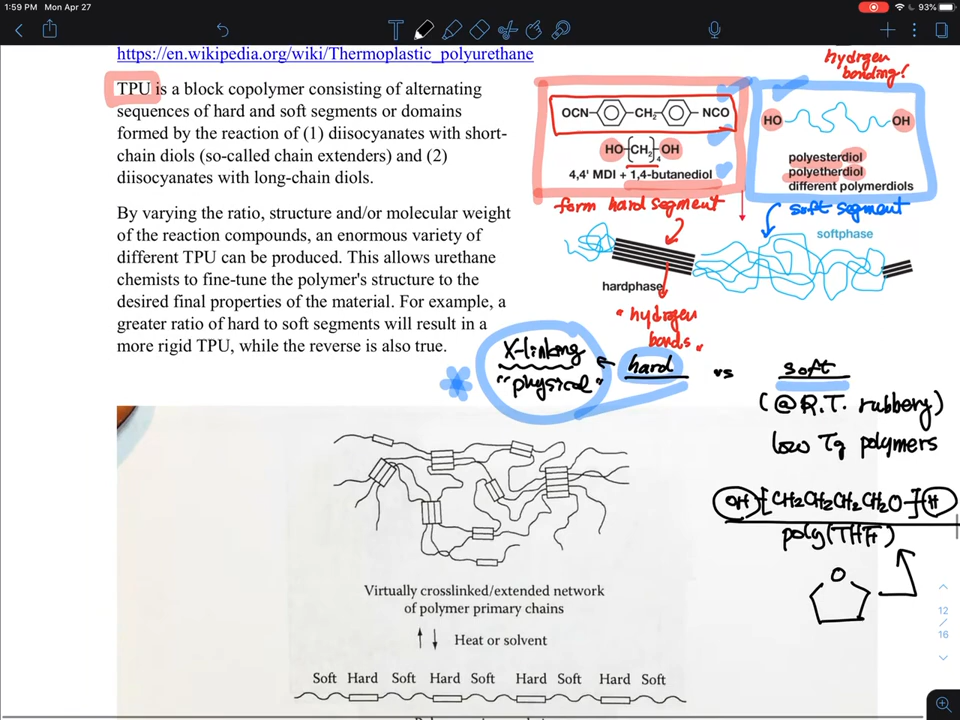 1:59 PM Mon Apr 27
93%
https://en.wikipedia.org/wiki/Thermoplastic_polyurethane
TPU is a block copolymer consisting of alternating
sequences of hard and soft segments or domains
formed by the reaction of (1) diisocyanates with short-
chain diols (so-called chain extenders) and (2)
diisocyanates with long-chain diols.
By varying the ratio, structure and/or molecular weight
of the reaction compounds, an enormous variety of
different TPU can be produced. This allows urethane
chemists to fine-tune the polymer's structure to the
desired final properties of the material. For example, a
greater ratio of hard to soft segments will result in a
more rigid TPU, while the reverse is also true.
hydrgen
bonding!
OCN CH2 NCO
HO [CH2]4 OH
4,4' MDI + 1,4-butanediol
HO OH
polyesterdiol
polyetherdiol
different polymerdiols
form hard segment
soft segment
softphase
hardphase
"hydrogen
bonds"
X-linking ← hard vs soft
"physical"
(@R.T. rubbery)
low Tg polymers
OH [CH2CH2CH2CH2O] H
poly(THF)
O
Virtually crosslinked/extended network
of polymer primary chains
↑↓ Heat or solvent
Soft Hard Soft Hard Soft Hard Soft Hard Soft
12
/
16